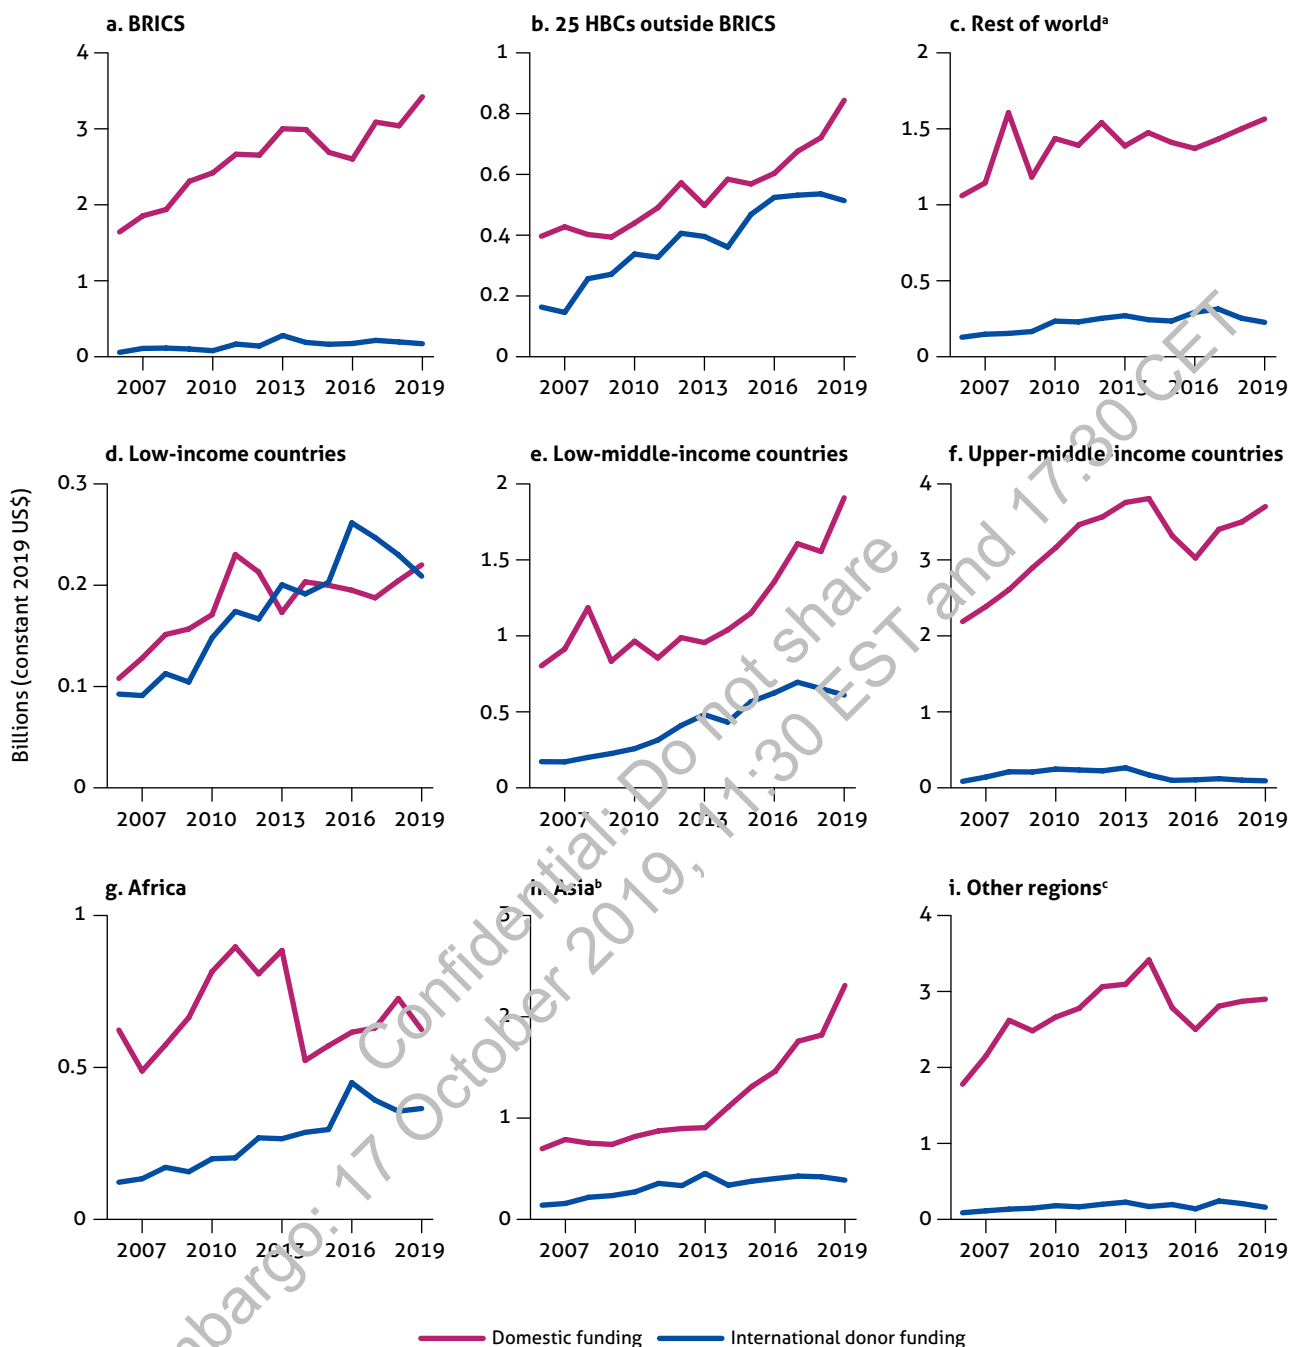 a. BRICS
b. 25 HBCs outside BRICS
c. Rest of worldᵃ
4
3
2
1
0
2007 2010 2013 2016 2019
1
0.8
0.6
0.4
0.2
0
2007 2010 2013 2016 2019
2
1.5
1
0.5
0
2007 2010 2013 2016 2019
Billions (constant 2019 US$)
d. Low-income countries
e. Low-middle-income countries
f. Upper-middle-income countries
0.3
0.2
0.1
0
2007 2010 2013 2016 2019
2
1.5
1
0.5
0
2007 2010 2013 2016 2019
4
3
2
1
0
2007 2010 2013 2016 2019
g. Africa
h. Asiaᵇ
i. Other regionsᶜ
1
0.5
0
2007 2010 2013 2016 2019
3
2
1
0
2007 2010 2013 2016 2019
4
3
2
1
0
2007 2010 2013 2016 2019
Domestic funding International donor funding
Confidential: Do not share
17 October 2019, 11:30 EST and 17:30 CET